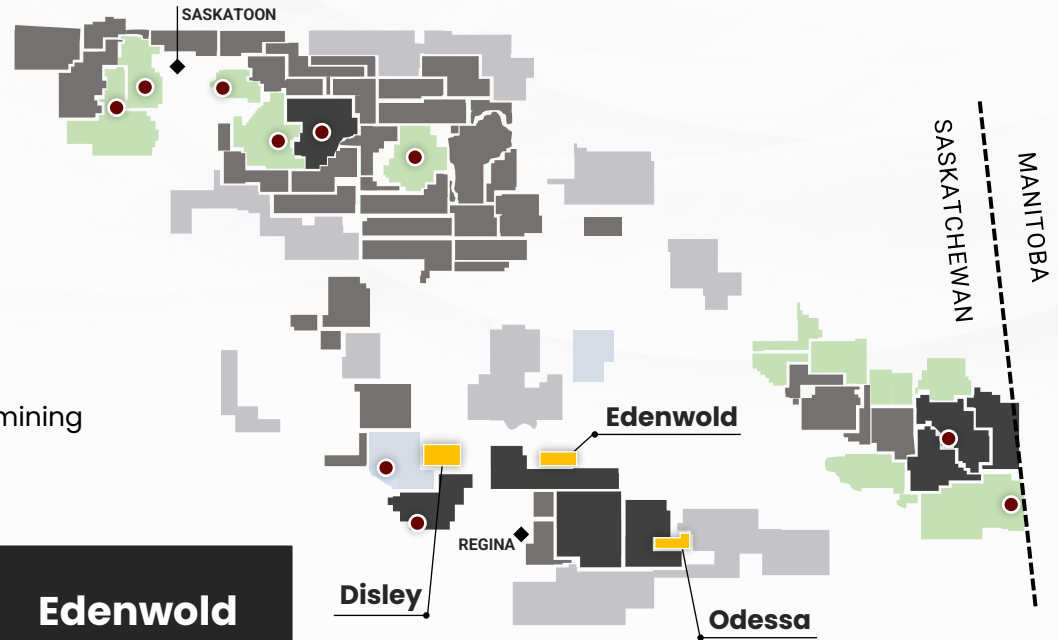 SASKATOON
SASKATCHEWAN
MANITOBA
mining
Edenwold
REGINA
Disley
Edenwold
Odessa